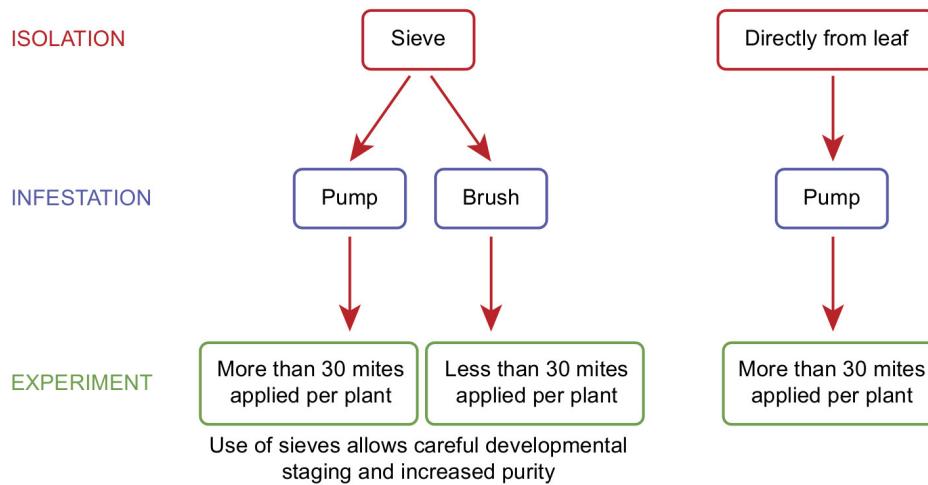 ISOLATION
Sieve
Directly from leaf
INFESTATION
Pump
Brush
Pump
EXPERIMENT
More than 30 mites
applied per plant
Less than 30 mites
applied per plant
More than 30 mites
applied per plant
Use of sieves allows careful developmental
staging and increased purity